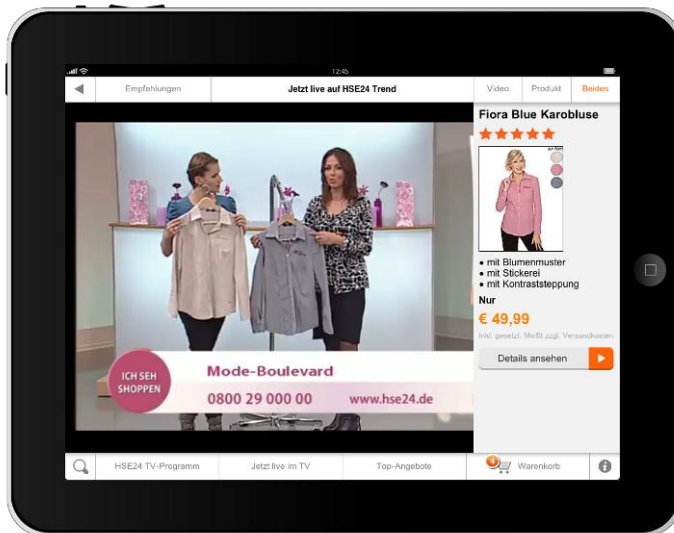 12:45
Empfehlungen
Jetzt live auf HSE24 Trend
Video
Produkt
Beides
Fiora Blue Karobluse
• mit Blumenmuster
• mit Stickerei
• mit Kontraststeppung
Nur
€ 49,99
Inkl. gesetzl. MwSt zzgl. Versandkosten
Details ansehen
ICH SEH
SHOPPEN
Mode-Boulevard
0800 29 000 00 www.hse24.de
HSE24 TV-Programm
Jetzt live im TV
Top-Angebote
4
Warenkorb
i